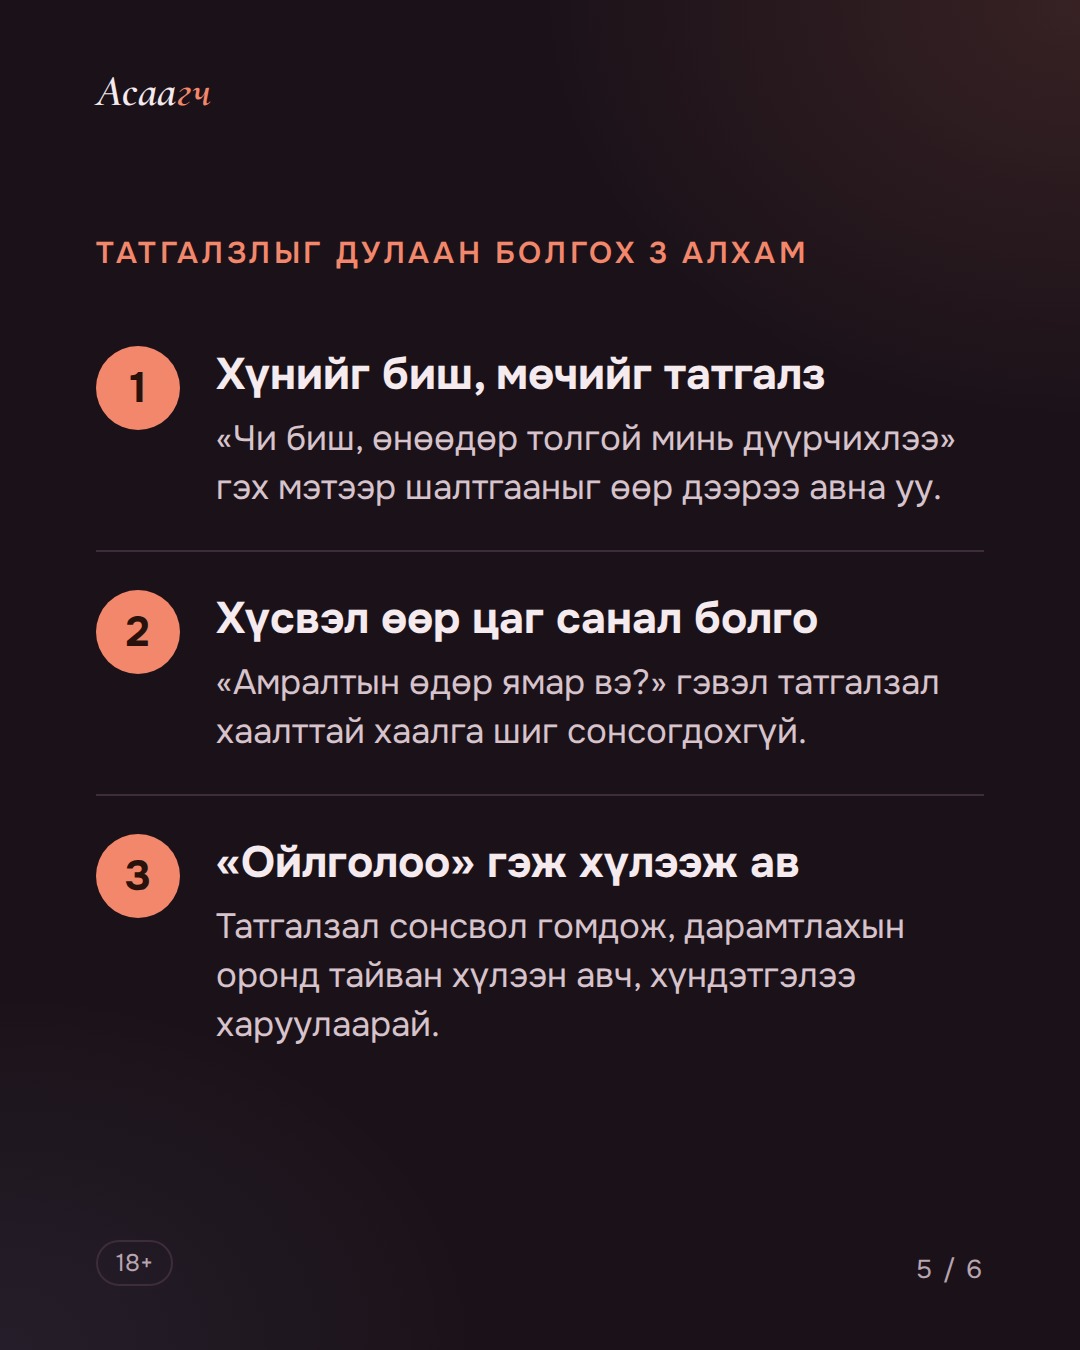 Асаагч
ТАТГАЛЗЛЫГ ДУЛААН БОЛГОХ 3 АЛХАМ
1
Хүнийг биш, мөчийг татгалз
«Чи биш, өнөөдөр толгой минь дүүрчихлээ»
гэх мэтээр шалтгааныг өөр дээрээ авна уу.
2
Хүсвэл өөр цаг санал болго
«Амралтын өдөр ямар вэ?» гэвэл татгалзал
хаалттай хаалга шиг сонсогдохгүй.
3
«Ойлголоо» гэж хүлээж ав
Татгалзал сонсвол гомдож, дарамтлахын
оронд тайван хүлээн авч, хүндэтгэлээ
харуулаарай.
18+
5 / 6